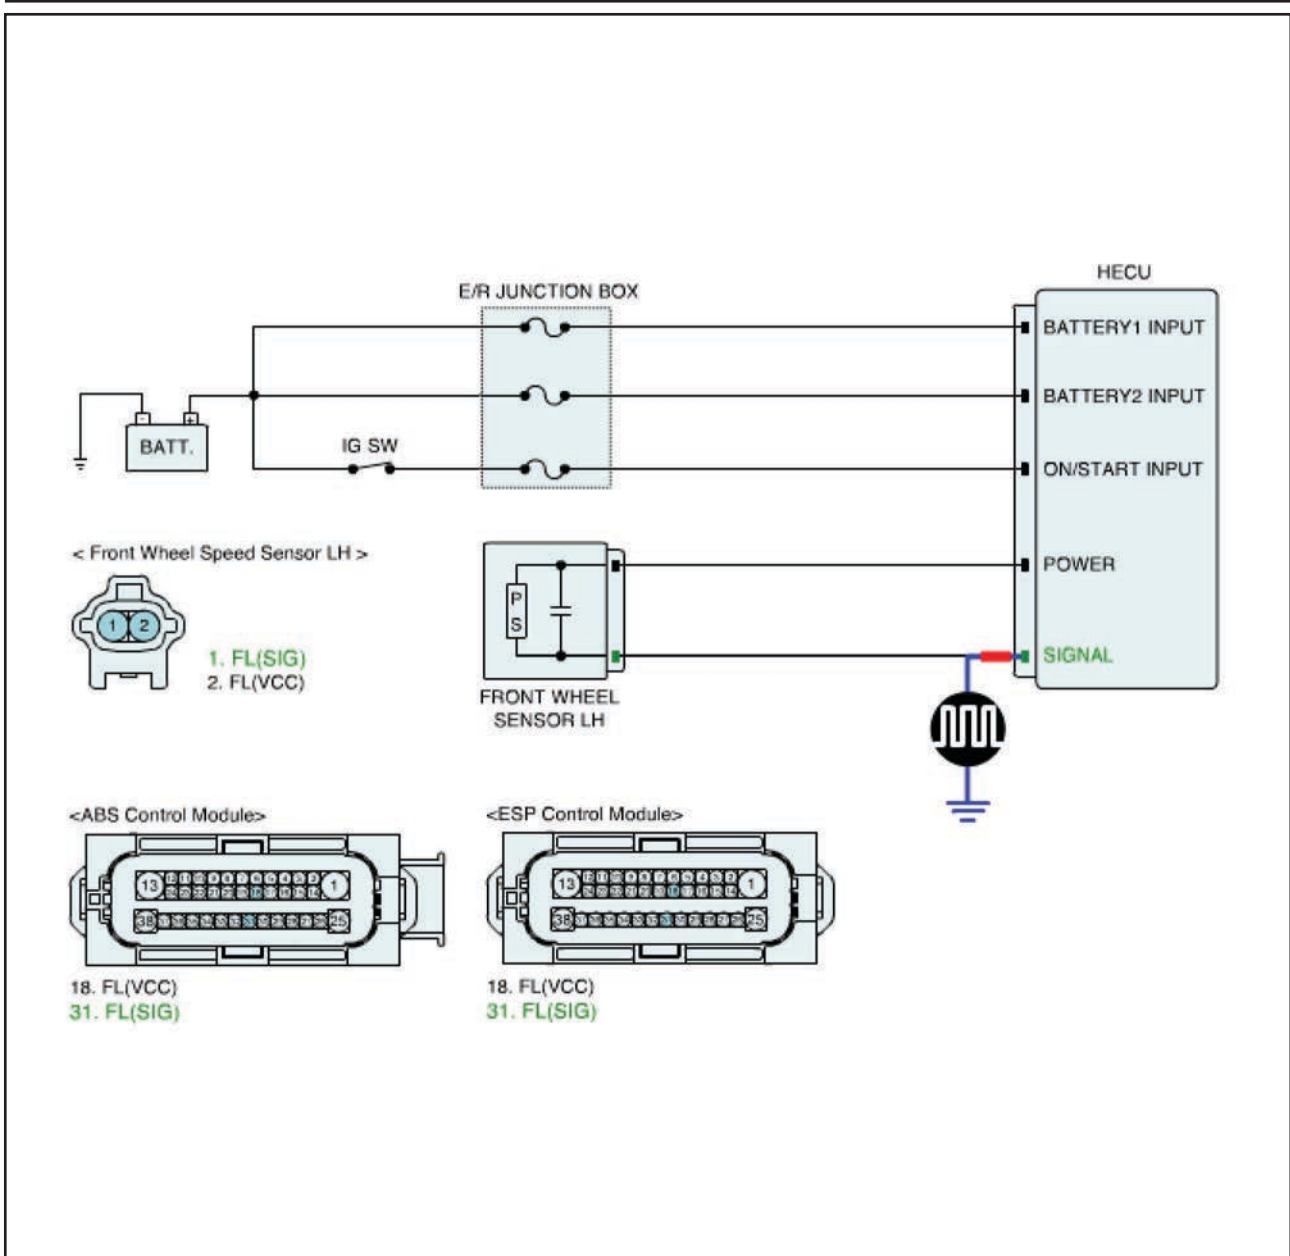 HECU
E/R JUNCTION BOX
BATTERY1 INPUT
BATTERY2 INPUT
- +
BATT.
IG SW
ON/START INPUT
< Front Wheel Speed Sensor LH >
POWER
P
S
1 2
1. FL(SIG)
2. FL(VCC)
SIGNAL
FRONT WHEEL
SENSOR LH
<ABS Control Module>
13 1
38 25
18. FL(VCC)
31. FL(SIG)
<ESP Control Module>
13 1
38 25
18. FL(VCC)
31. FL(SIG)